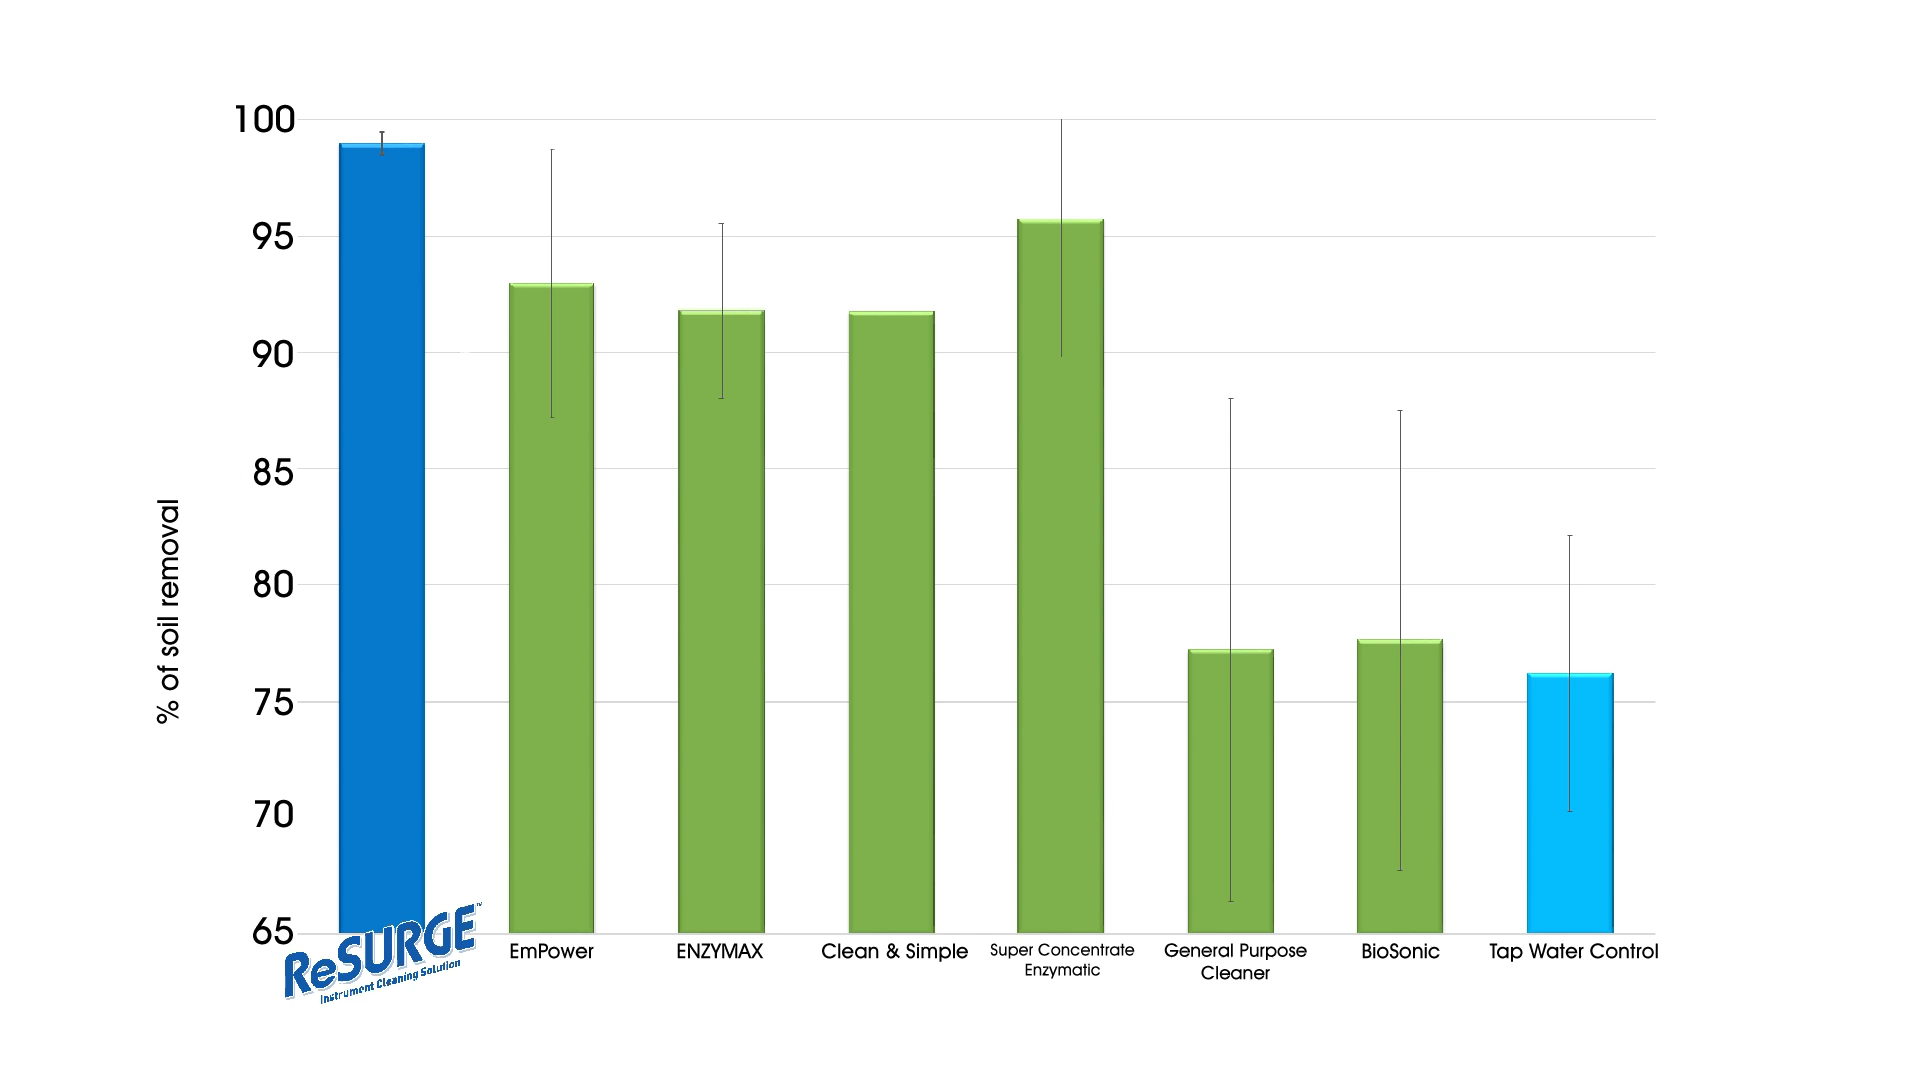 % of soil removal
100
95
90
85
80
75
70
65
ReSURGE™
Instrument Cleaning Solution
EmPower
ENZYMAX
Clean & Simple
Super Concentrate
Enzymatic
General Purpose
Cleaner
BioSonic
Tap Water Control